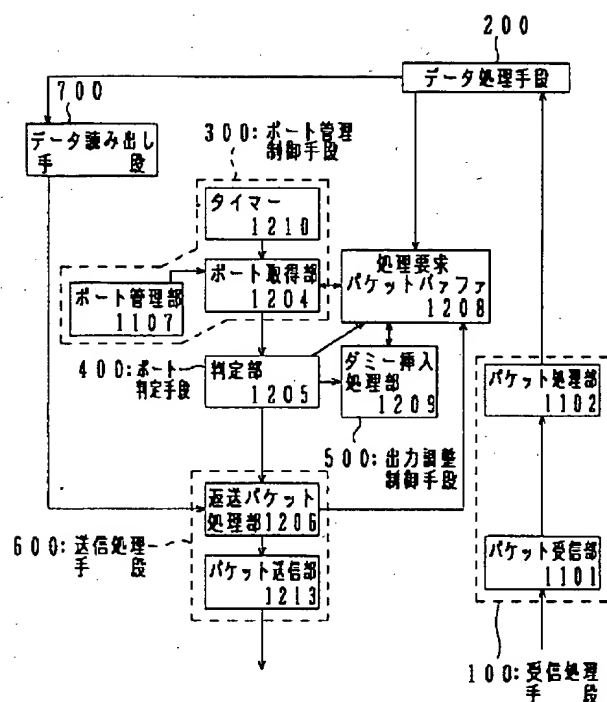 200
データ処理手段
700
データ読み出し
手段
300:ポート管理
制御手段
タイマー
1210
ポート取得部
1204
ポート管理部
1107
処理要求
パケットバァファ
1208
400:ポート
判定手段
判定部
1205
ダミー挿入
処理部
1209
500:出力調整
制御手段
パケット処理部
1102
返送パケット
処理部1206
600:送信処理
手段
パケット送信部
1213
パケット受信部
1101
100:受信処理
手段